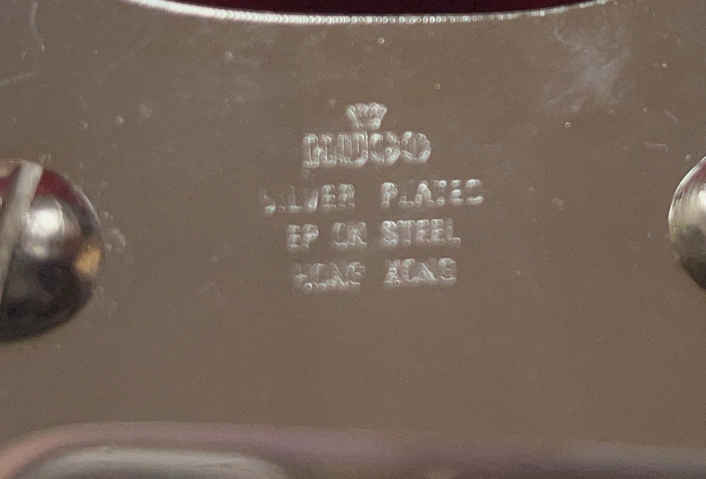 SILVER PLATED
EP ON STEEL
HONG KONG